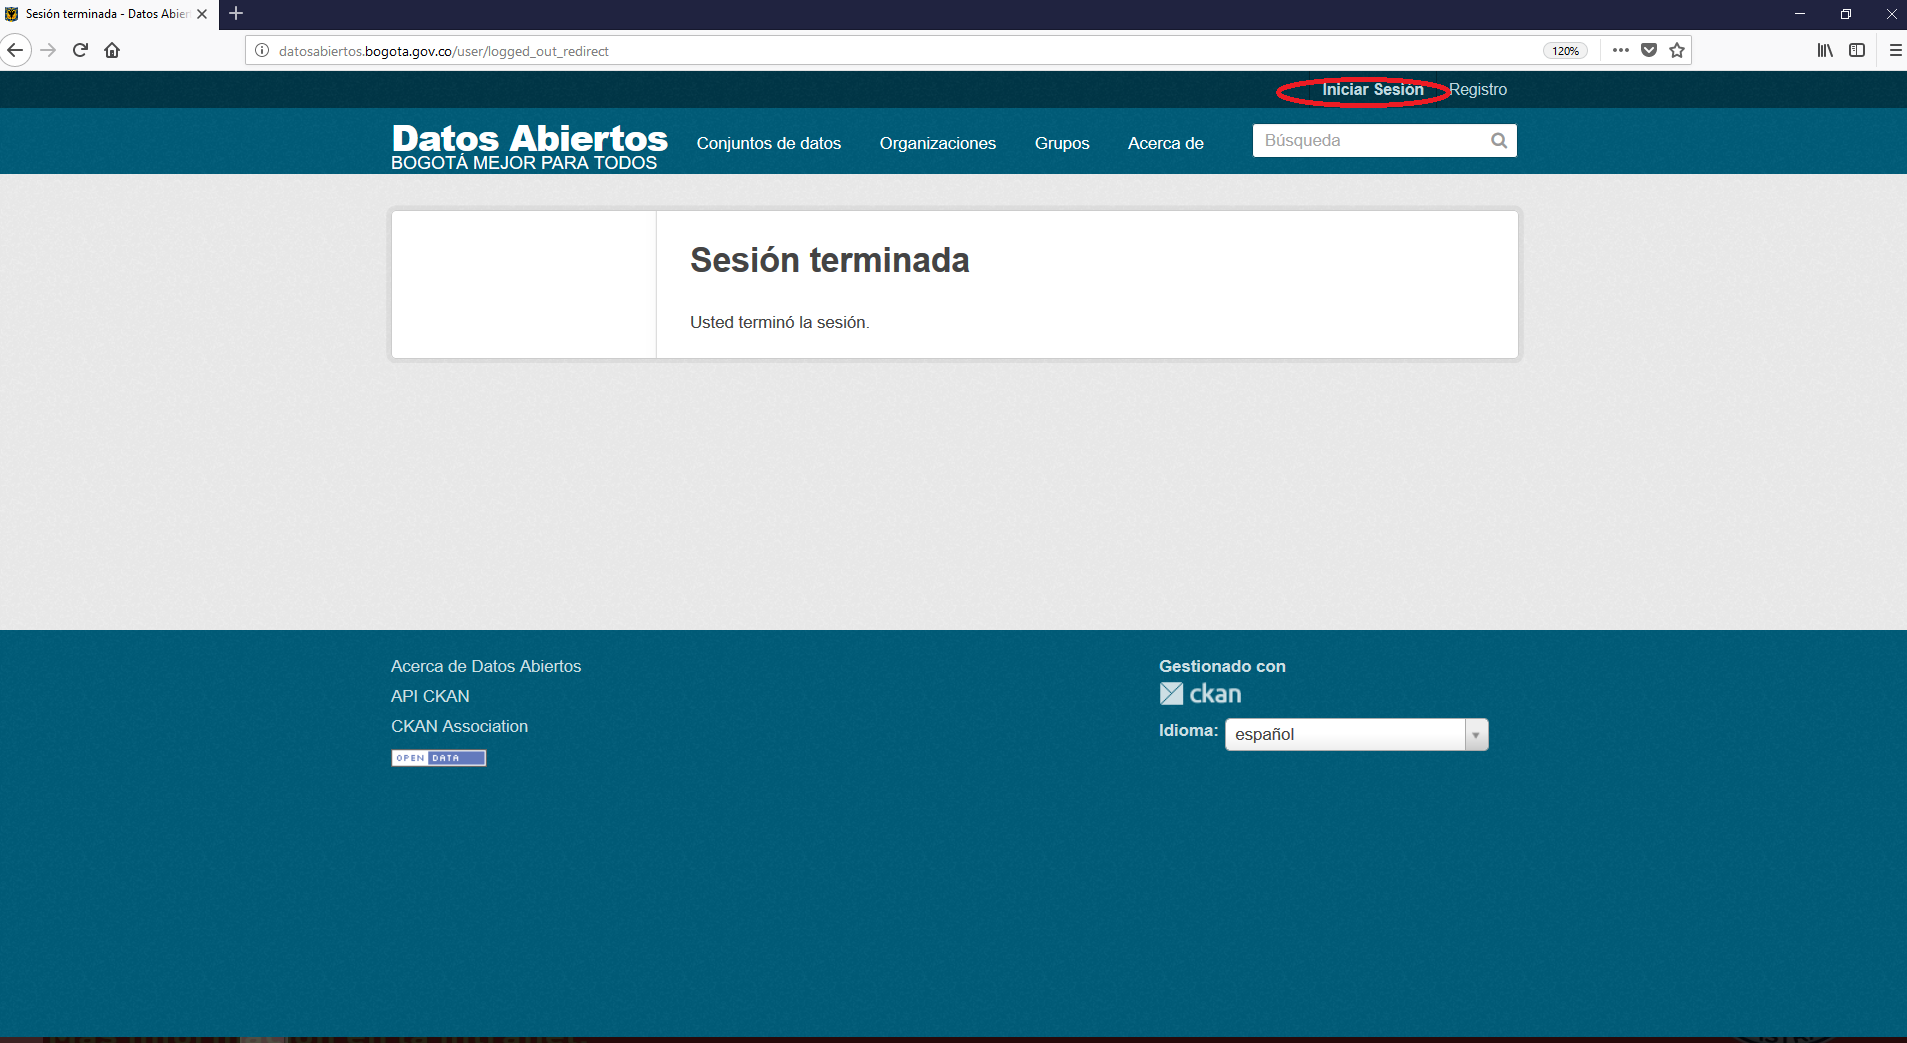 Sesión terminada - Datos Abier
datosabiertos.bogota.gov.co/user/logged_out_redirect
120%
Iniciar Sesión
Registro
Datos Abiertos
BOGOTÁ MEJOR PARA TODOS
Conjuntos de datos
Organizaciones
Grupos
Acerca de
Búsqueda
Sesión terminada
Usted terminó la sesión.
Acerca de Datos Abiertos
API CKAN
CKAN Association
OPEN DATA
Gestionado con
ckan
Idioma:
español